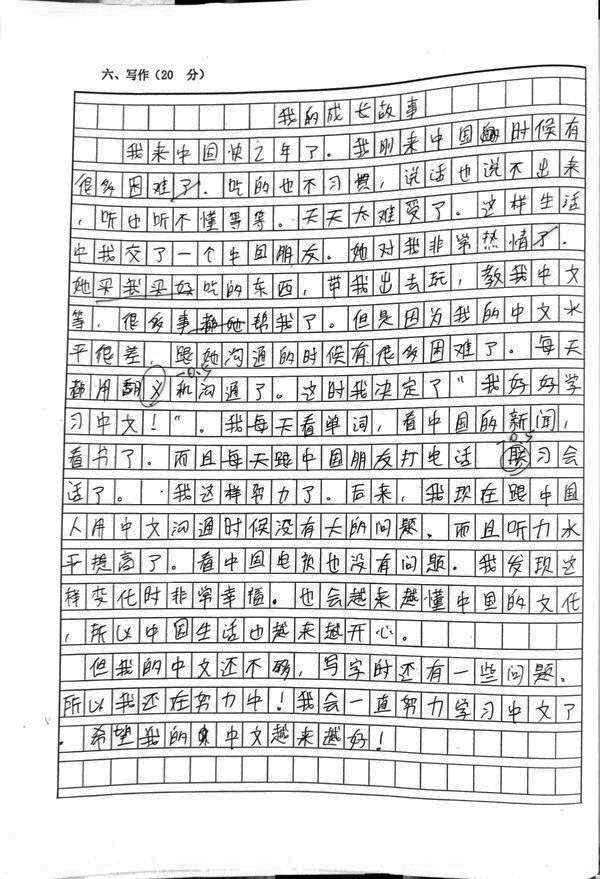 六、写作（20 分）
我的成长故事
我来中国快2年了。我刚来中国时候有
很多困难了.吃的也不习惯，说话也说不出来
，听也听不懂等等。天天太难受了。这样生活
中我交了一个中国朋友。她对我非常热情了.
她买我买好吃的东西，带我出去玩，教我中文
等.很多事都她帮我了。但是因为我的中文水
平很差，跟她沟通的时候有很多困难了。每天
都用翻义机沟通了。这时我决定了"我好好学
-0.5
习中文！"。我每天看单词，看中国的新闻，
-0.5
看书了。而且每天跟中国朋友打电话 习会
话了。 我这样努力了。后来，我现在跟中国
人用中文沟通时候没有大的问题.而且听力水
平提高了。看中国电视也没有问题。我发现这
样变化时非常幸福。也会越来越懂中国的文化
，所以中国生活也越来越开心。
但我的中文还不够，写字时还有一些问题.
所以我还在努力中！我会一直努力学习中文了
.希望我的中文越来越好！